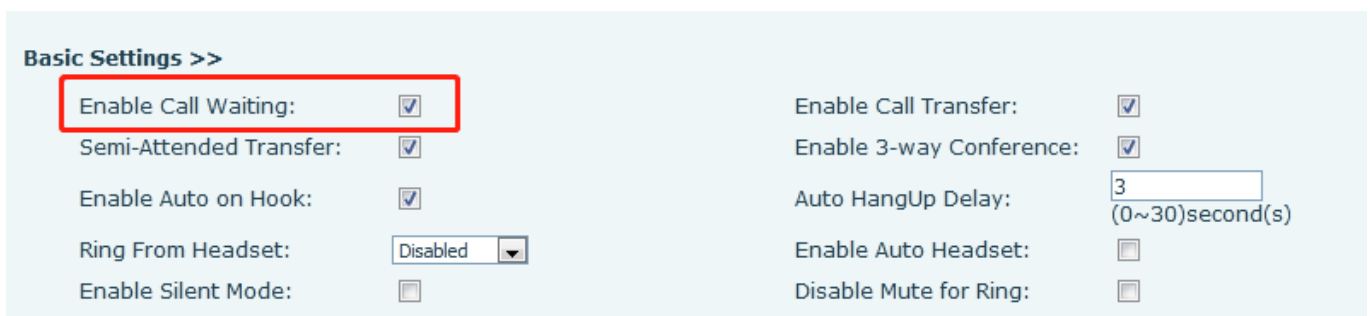 Basic Settings >>
Enable Call Waiting: Enable Call Transfer:
Semi-Attended Transfer: Enable 3-way Conference:
Enable Auto on Hook: Auto HangUp Delay: 3
(0~30)second(s)
Ring From Headset: Disabled Enable Auto Headset:
Enable Silent Mode: Disable Mute for Ring: